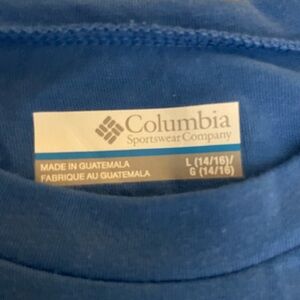 Columbia
Sportswear Company
MADE IN GUATEMALA
FABRIQUE AU GUATEMALA
L (14/16)/
G (14/16)